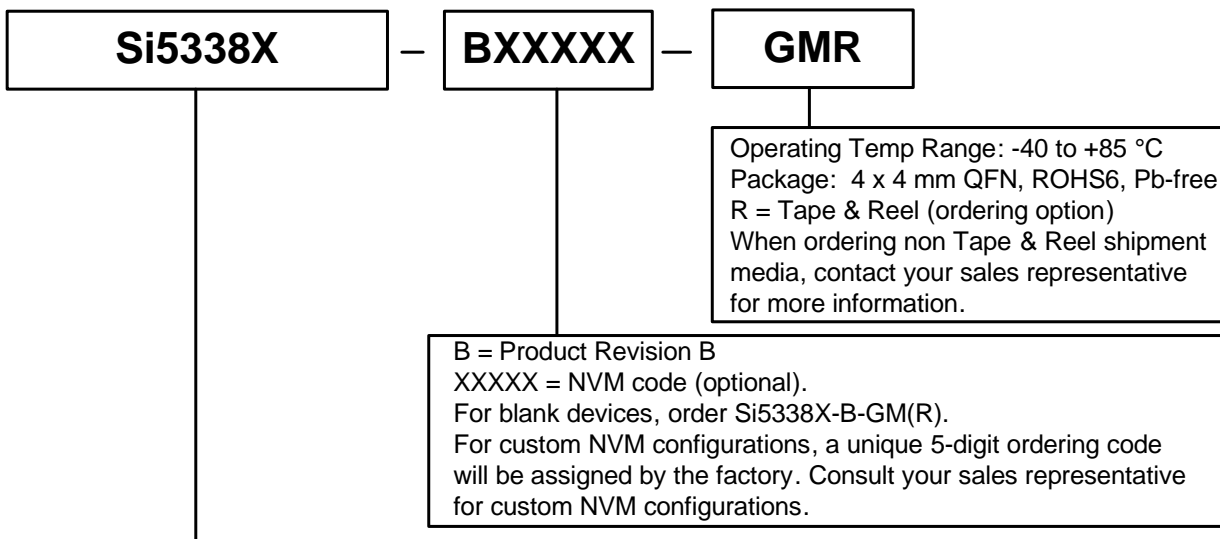 Si5338X – BXXXXX – GMR
Operating Temp Range: -40 to +85 °C
Package: 4 x 4 mm QFN, ROHS6, Pb-free
R = Tape & Reel (ordering option)
When ordering non Tape & Reel shipment
media, contact your sales representative
for more information.
B = Product Revision B
XXXXX = NVM code (optional).
For blank devices, order Si5338X-B-GM(R).
For custom NVM configurations, a unique 5-digit ordering code
will be assigned by the factory. Consult your sales representative
for custom NVM configurations.